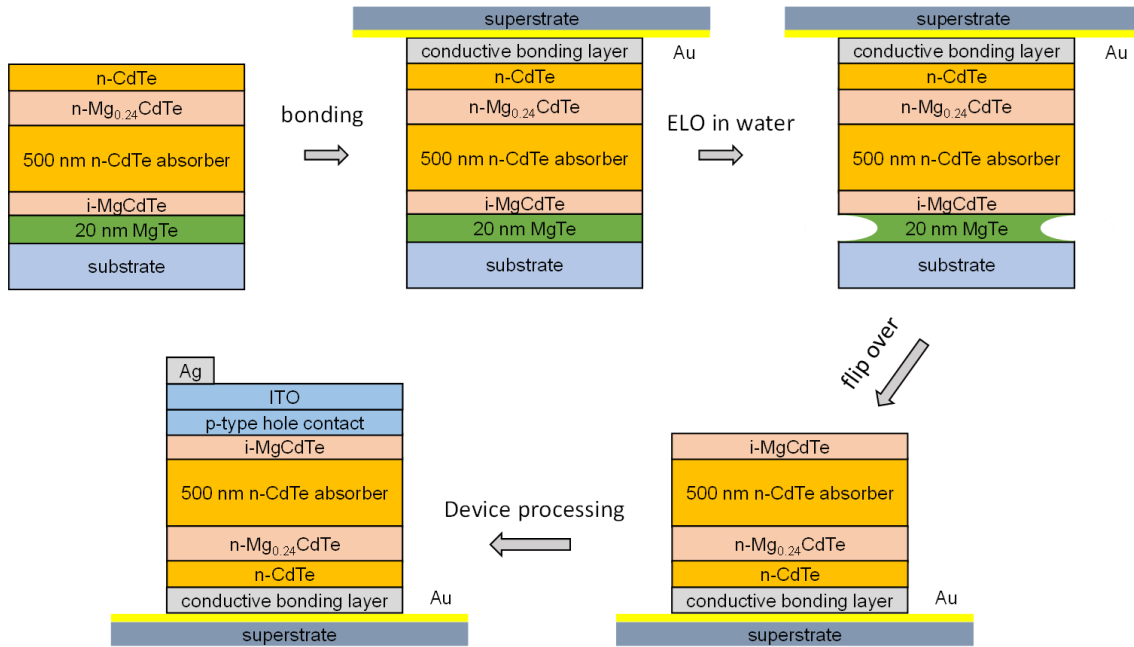 n-CdTe
n-Mg0.24CdTe
500 nm n-CdTe absorber
i-MgCdTe
20 nm MgTe
substrate
bonding
superstrate
Au
conductive bonding layer
n-CdTe
n-Mg0.24CdTe
500 nm n-CdTe absorber
i-MgCdTe
20 nm MgTe
substrate
ELO in water
superstrate
Au
conductive bonding layer
n-CdTe
n-Mg0.24CdTe
500 nm n-CdTe absorber
i-MgCdTe
20 nm MgTe
substrate
flip over
i-MgCdTe
500 nm n-CdTe absorber
n-Mg0.24CdTe
n-CdTe
conductive bonding layer
Au
superstrate
Device processing
Ag
ITO
p-type hole contact
i-MgCdTe
500 nm n-CdTe absorber
n-Mg0.24CdTe
n-CdTe
conductive bonding layer
Au
superstrate